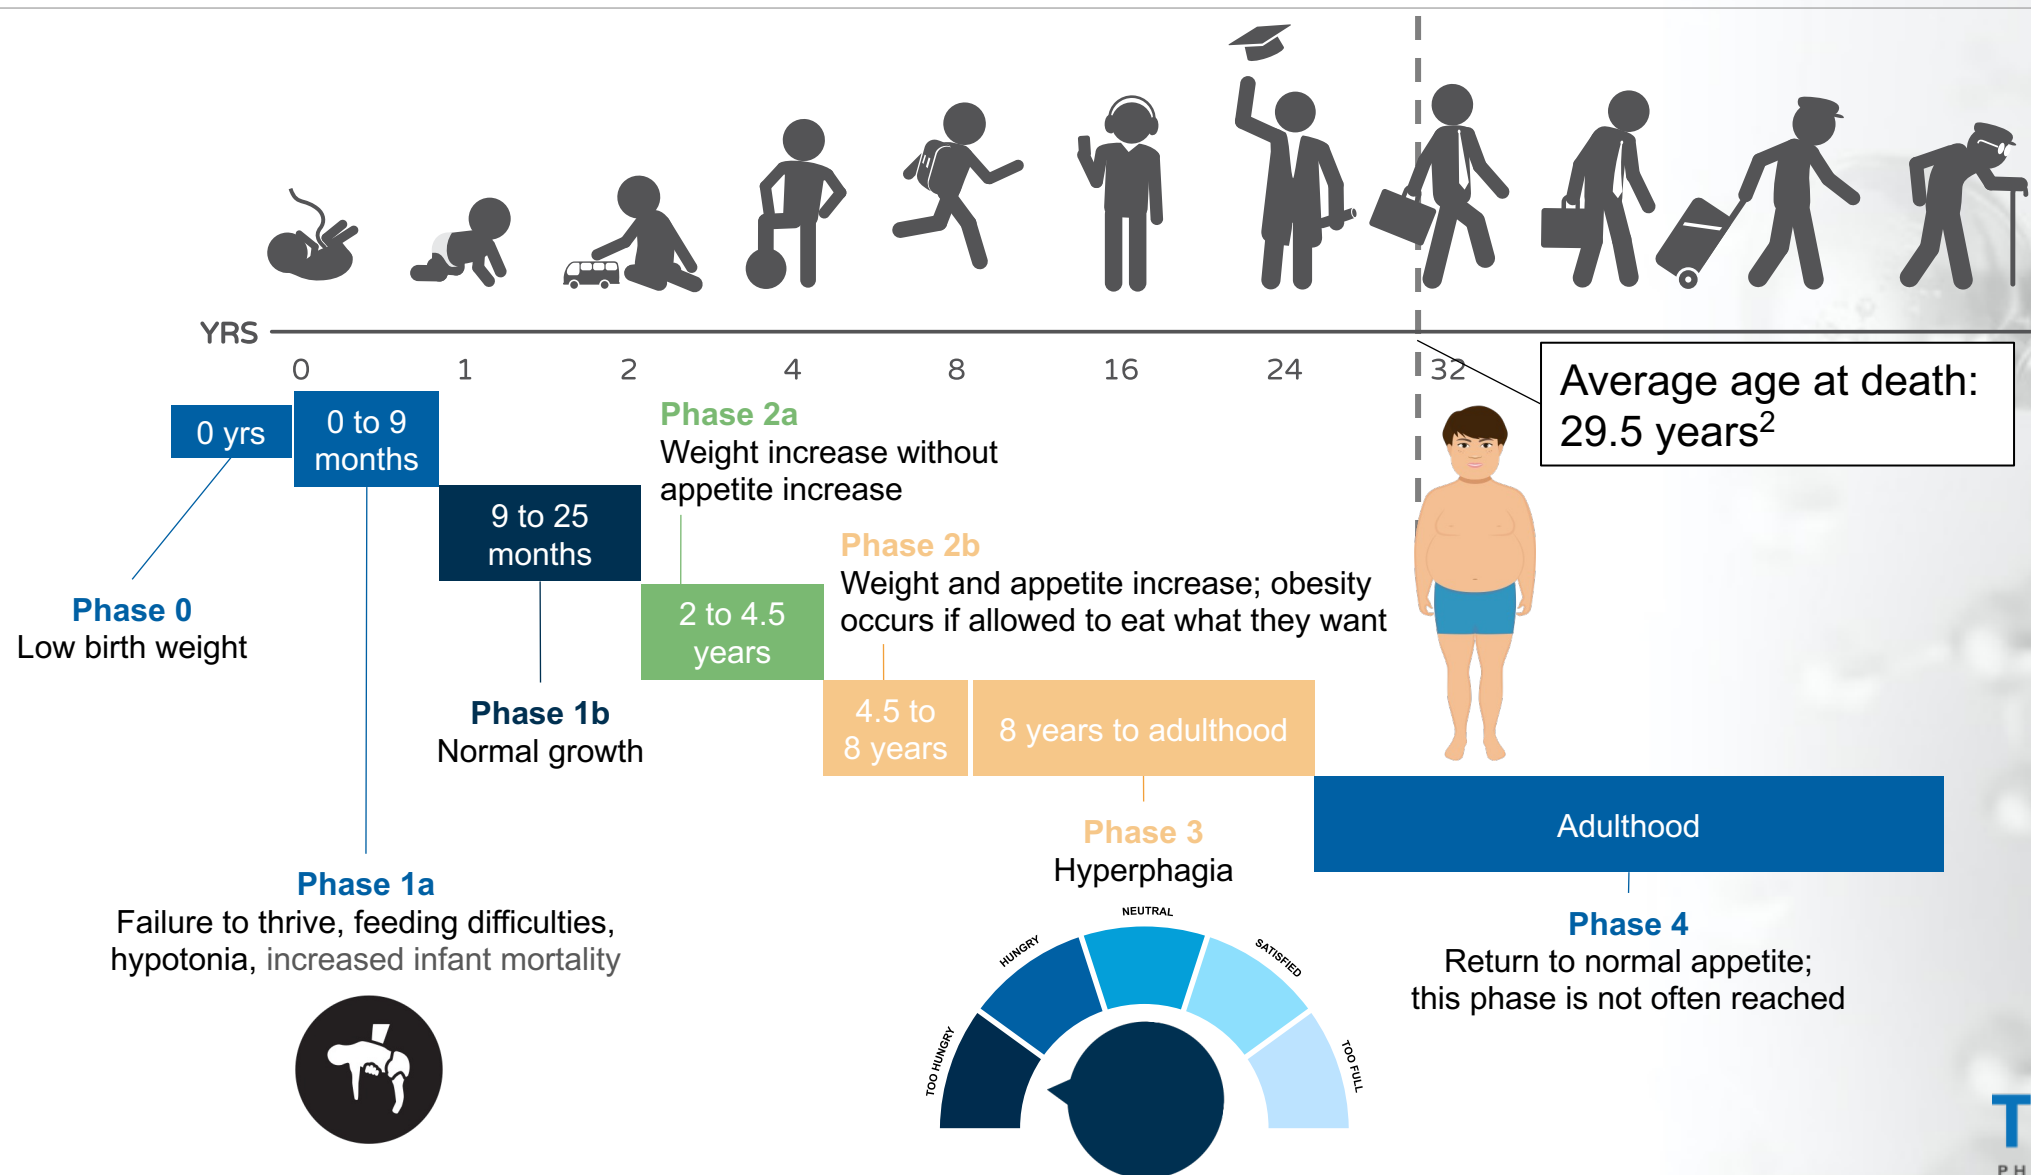 YRS
0 1 2 4 8 16 24 32
Average age at death:
29.5 years2
0 yrs
0 to 9
months
9 to 25
months
2 to 4.5
years
4.5 to
8 years
8 years to adulthood
Adulthood
Phase 0
Low birth weight
Phase 1a
Failure to thrive, feeding difficulties,
hypotonia, increased infant mortality
Phase 1b
Normal growth
Phase 2a
Weight increase without
appetite increase
Phase 2b
Weight and appetite increase; obesity
occurs if allowed to eat what they want
Phase 3
Hyperphagia
TOO HUNGRY
HUNGRY
NEUTRAL
SATISFIED
TOO FULL
Phase 4
Return to normal appetite;
this phase is not often reached
T
PH